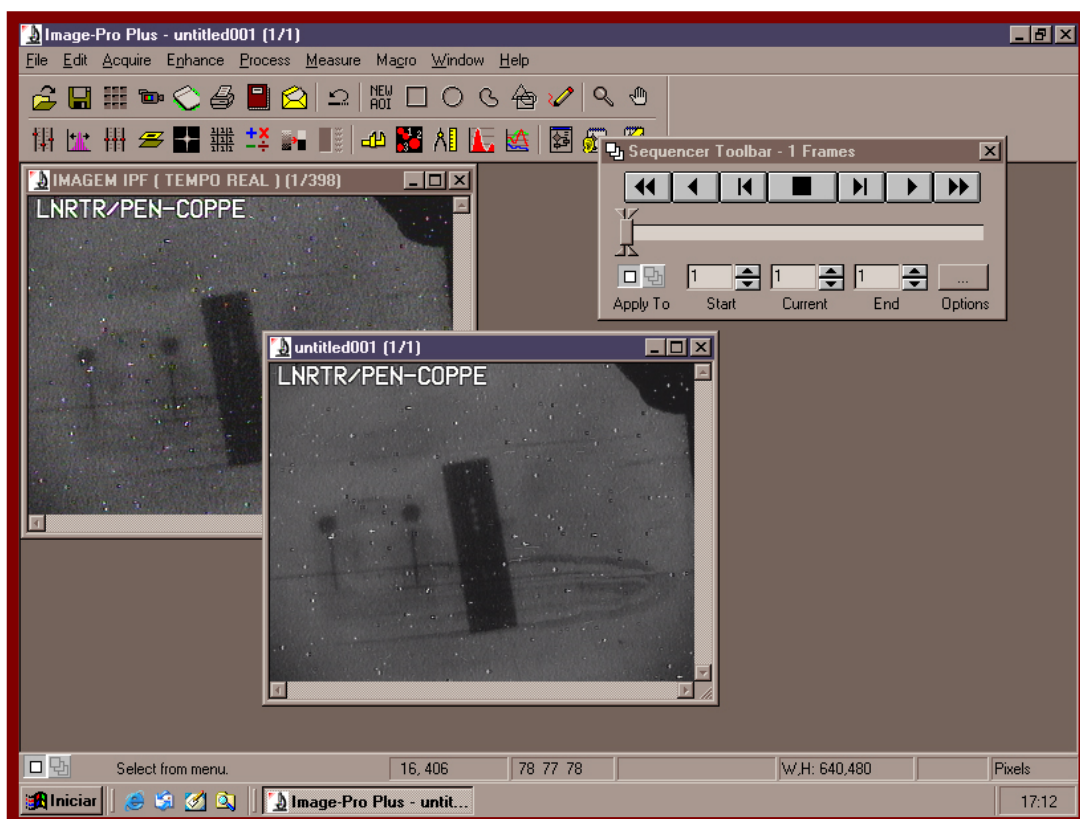 Image-Pro Plus - untitled001 (1/1)
File Edit Acquire Enhance Process Measure Macro Window Help
NEW
AOI
Sequencer Toolbar - 1 Frames
IMAGEM IPF ( TEMPO REAL ) (1/398)
LNRTR/PEN-COPPE
1 1 1 ...
Apply To Start Current End Options
untitled001 (1/1)
LNRTR/PEN-COPPE
Select from menu. 16, 406 78 77 78 W,H: 640,480 Pixels
Iniciar Image-Pro Plus - untit... 17:12